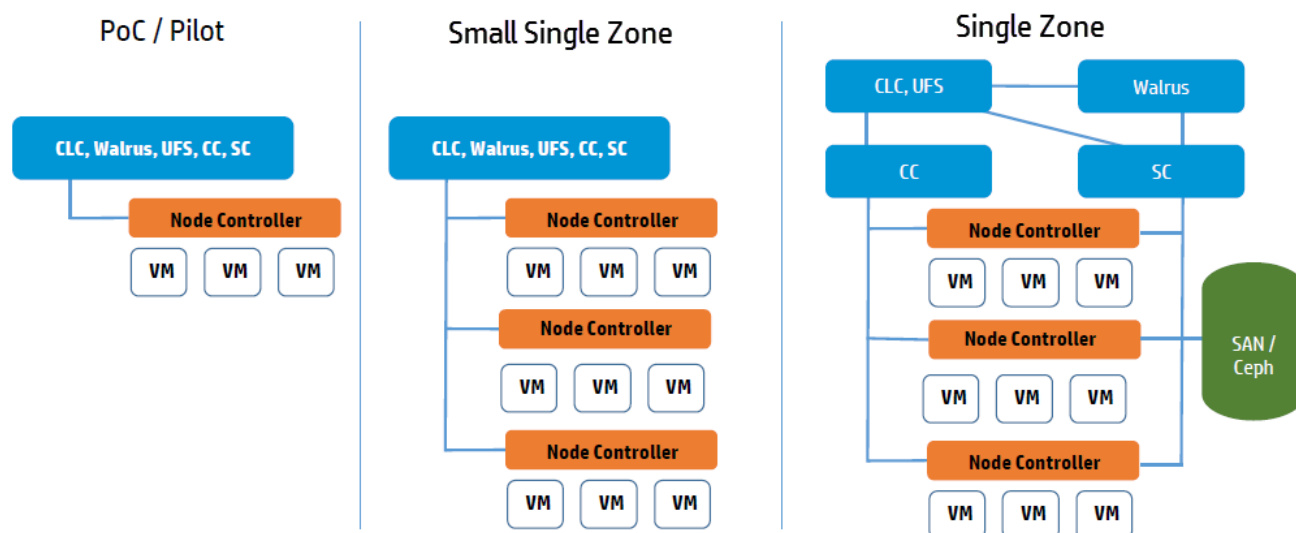 PoC / Pilot
CLC, Walrus, UFS, CC, SC
Node Controller
VM VM VM
Small Single Zone
CLC, Walrus, UFS, CC, SC
Node Controller
VM VM VM
Node Controller
VM VM VM
Node Controller
VM VM VM
Single Zone
CLC, UFS
Walrus
CC
SC
Node Controller
VM VM VM
Node Controller
VM VM VM
Node Controller
VM VM VM
SAN /
Ceph